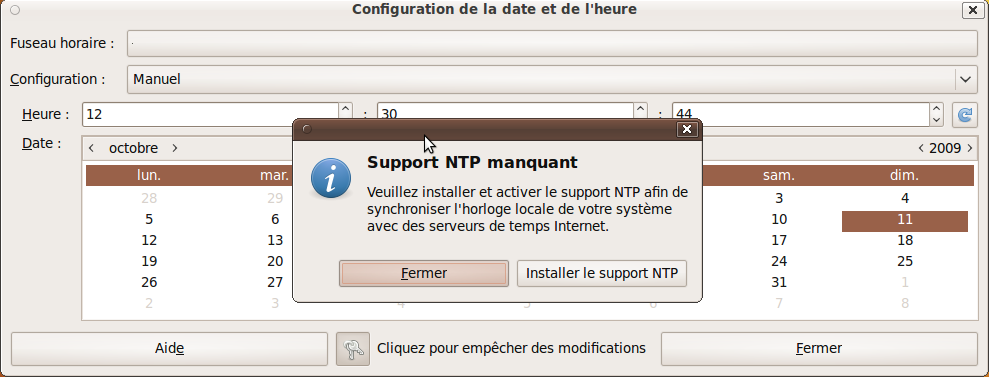 Configuration de la date et de l'heure
Fuseau horaire :
Configuration : Manuel
Heure : 12 : 30 : 44
Date : < octobre > < 2009 >
Support NTP manquant
Veuillez installer et activer le support NTP afin de
synchroniser l'horloge locale de votre système
avec des serveurs de temps Internet.
Fermer Installer le support NTP
lun. mar. sam. dim.
28 29 3 4
5 6 10 11
12 13 17 18
19 20 24 25
26 27 31 1
2 3 4 5 6 7 8
Aide Cliquez pour empêcher des modifications Fermer